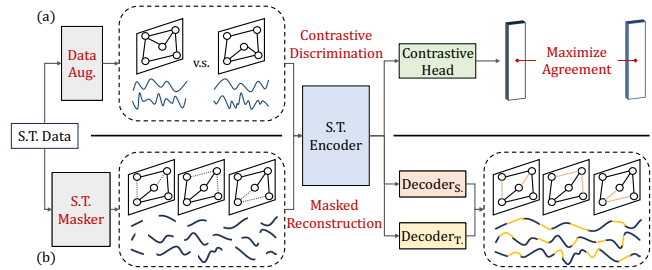 (a)
Data
Aug.
v.s.
Contrastive
Discrimination
Contrastive
Head
Maximize
Agreement
S.T. Data
S.T.
Encoder
S.T.
Masker
Masked
Reconstruction
DecoderS.
DecoderT.
(b)